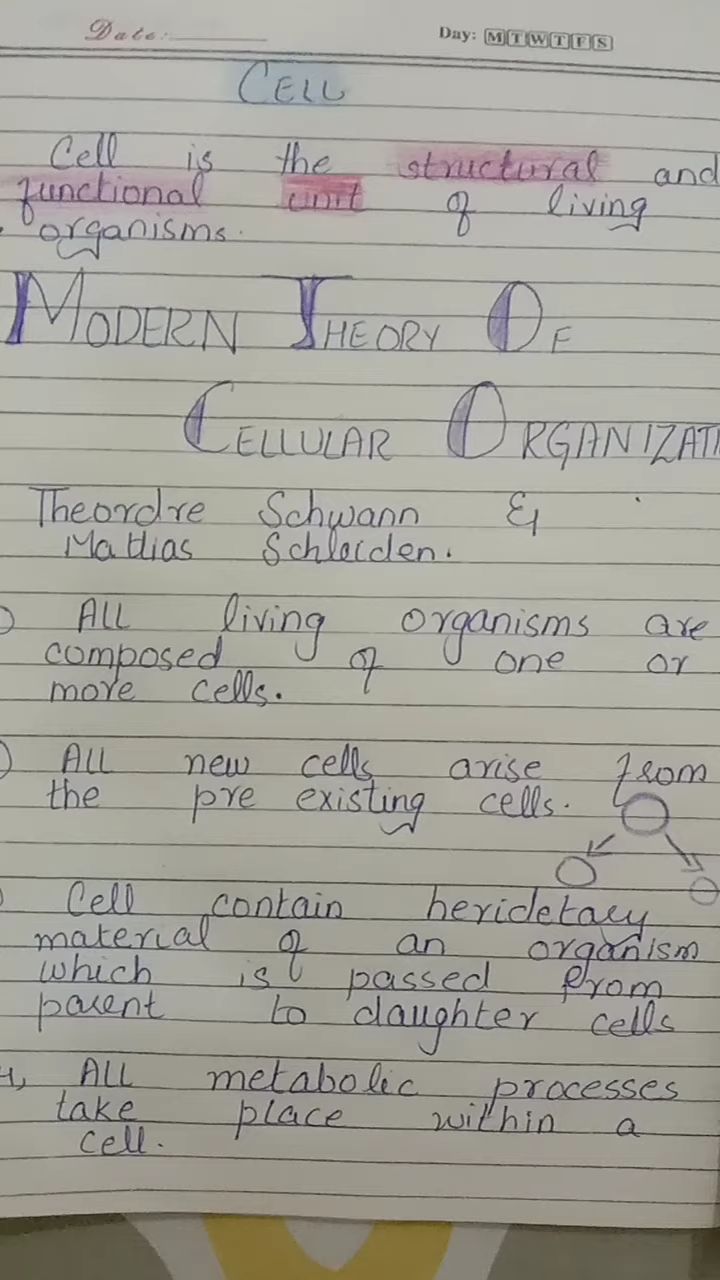 Date: Day: M T W T F S
CELL
Cell is the structural and
functional unit of living
organisms.
MODERN THEORY OF
CELLULAR ORGANIZATI
Theordre Schwann &
Mattias Schleiden.
All living organisms are
composed of one or
more cells.
All new cells arise from
the pre existing cells.
Cell contain heridetary
material of an organism
which is passed from
parent to daughter cells
4, All metabolic processes
take place within a
cell.